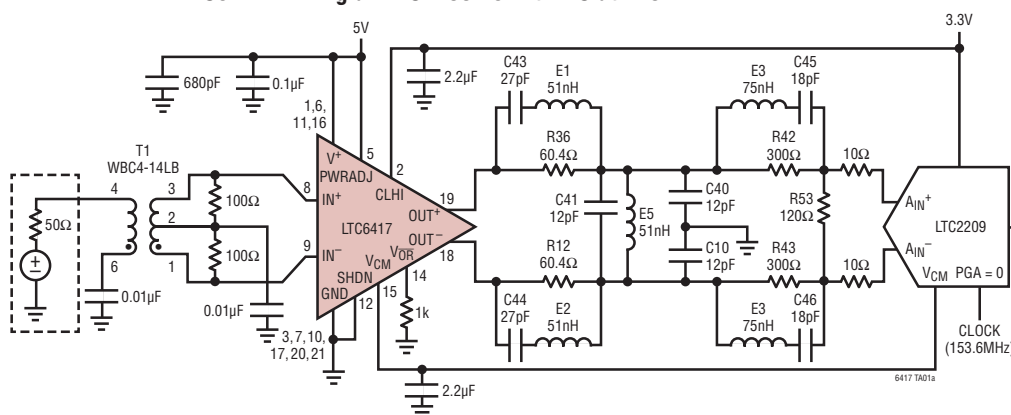 5V
3.3V
680pF
0.1µF
2.2µF
C43
27pF
E1
51nH
E3
75nH
C45
18pF
1,6,
11,16
5
2
T1
WBC4-14LB
V+
PWRADJ
CLHI
R36
60.4Ω
R42
300Ω
10Ω
4
3
8
IN+
19
OUT+
50Ω
100Ω
2
LTC6417
C41
12pF
E5
51nH
C40
12pF
R53
120Ω
AIN+
LTC2209
100Ω
9
IN−
OUT−
18
C10
12pF
AIN−
6
1
VCM
VOR
14
R12
60.4Ω
R43
300Ω
10Ω
VCM PGA = 0
SHDN
GND
12
15
0.01µF
0.01µF
1k
C44
27pF
E2
51nH
E3
75nH
C46
18pF
3,7,10,
17,20,21
CLOCK
(153.6MHz)
2.2µF
6417 TA01a